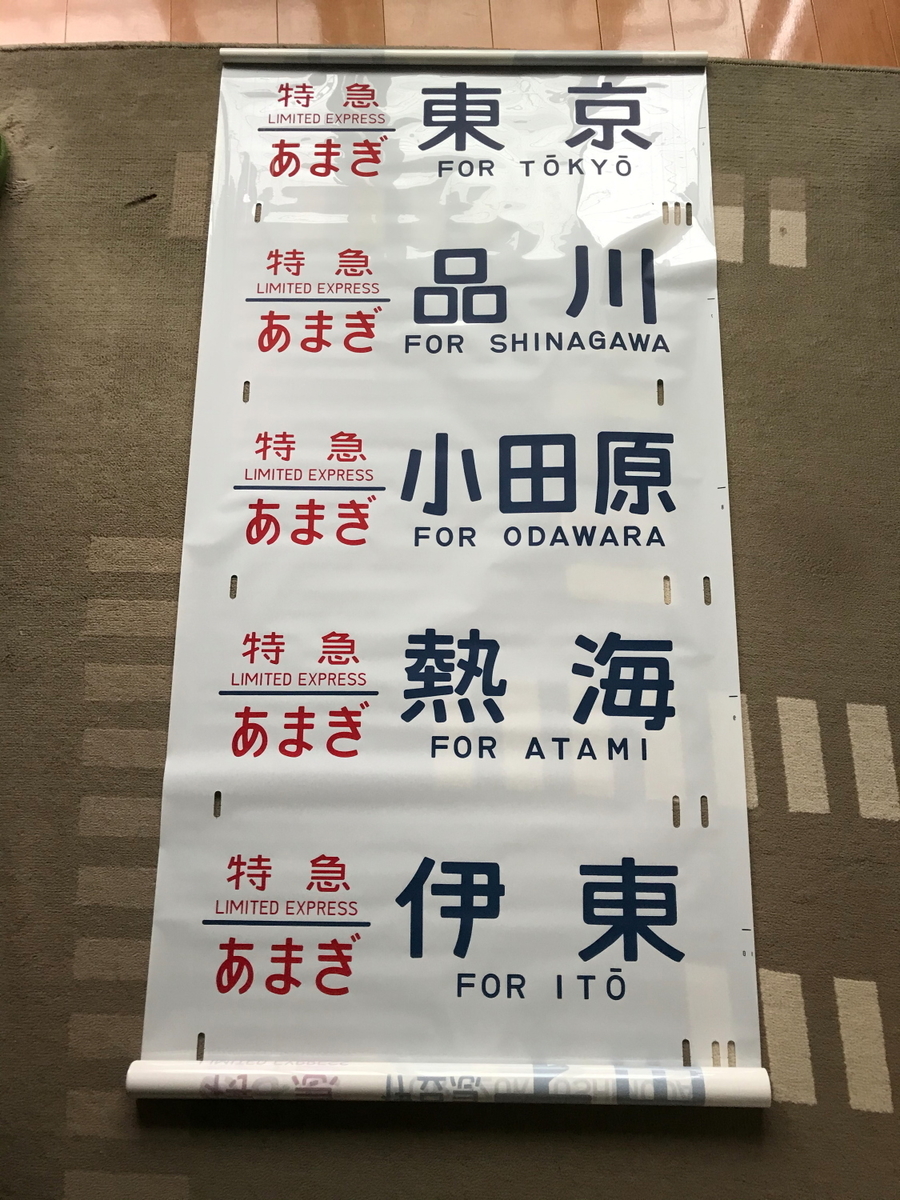 特急 東京
LIMITED EXPRESS
あまぎ FOR TŌKYŌ
特急 品川
LIMITED EXPRESS
あまぎ FOR SHINAGAWA
特急 小田原
LIMITED EXPRESS
あまぎ FOR ODAWARA
特急 熱海
LIMITED EXPRESS
あまぎ FOR ATAMI
特急 伊東
LIMITED EXPRESS
あまぎ FOR ITŌ